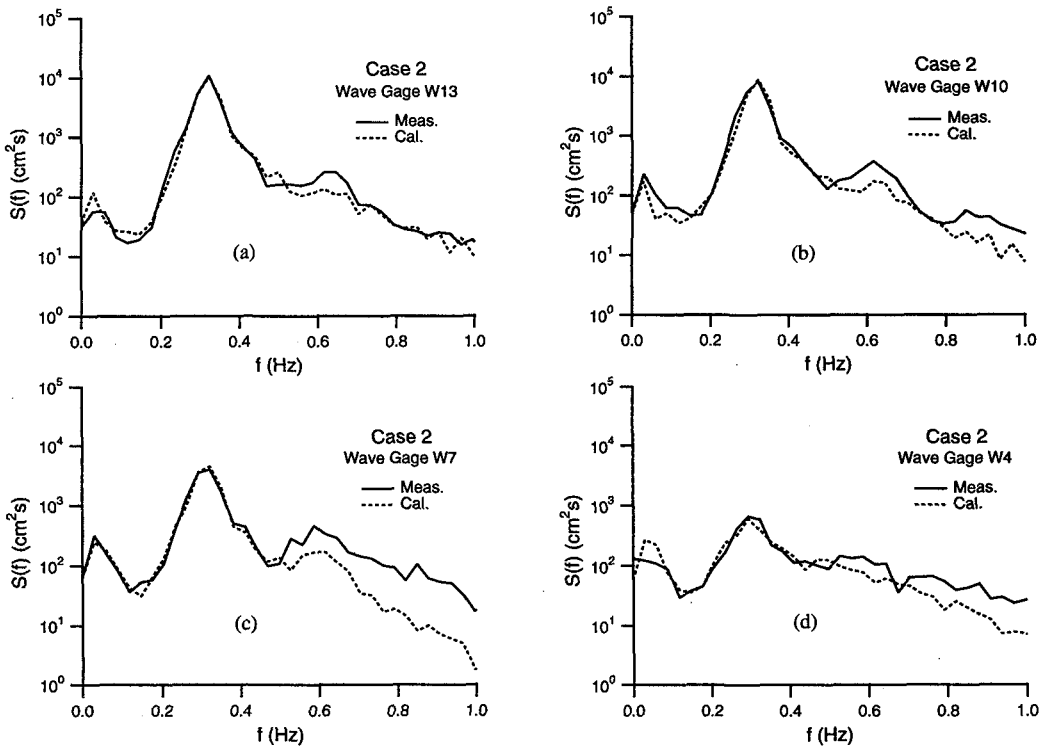 10^5
10^4
10^3
10^2
10^1
10^0
S(f) (cm²s)
Case 2
Wave Gage W13
Meas.
Cal.
(a)
0.0 0.2 0.4 0.6 0.8 1.0
f (Hz)
10^5
10^4
10^3
10^2
10^1
10^0
S(f) (cm²s)
Case 2
Wave Gage W10
Meas.
Cal.
(b)
0.0 0.2 0.4 0.6 0.8 1.0
f (Hz)
10^5
10^4
10^3
10^2
10^1
10^0
S(f) (cm²s)
Case 2
Wave Gage W7
Meas.
Cal.
(c)
0.0 0.2 0.4 0.6 0.8 1.0
f (Hz)
10^5
10^4
10^3
10^2
10^1
10^0
S(f) (cm²s)
Case 2
Wave Gage W4
Meas.
Cal.
(d)
0.0 0.2 0.4 0.6 0.8 1.0
f (Hz)